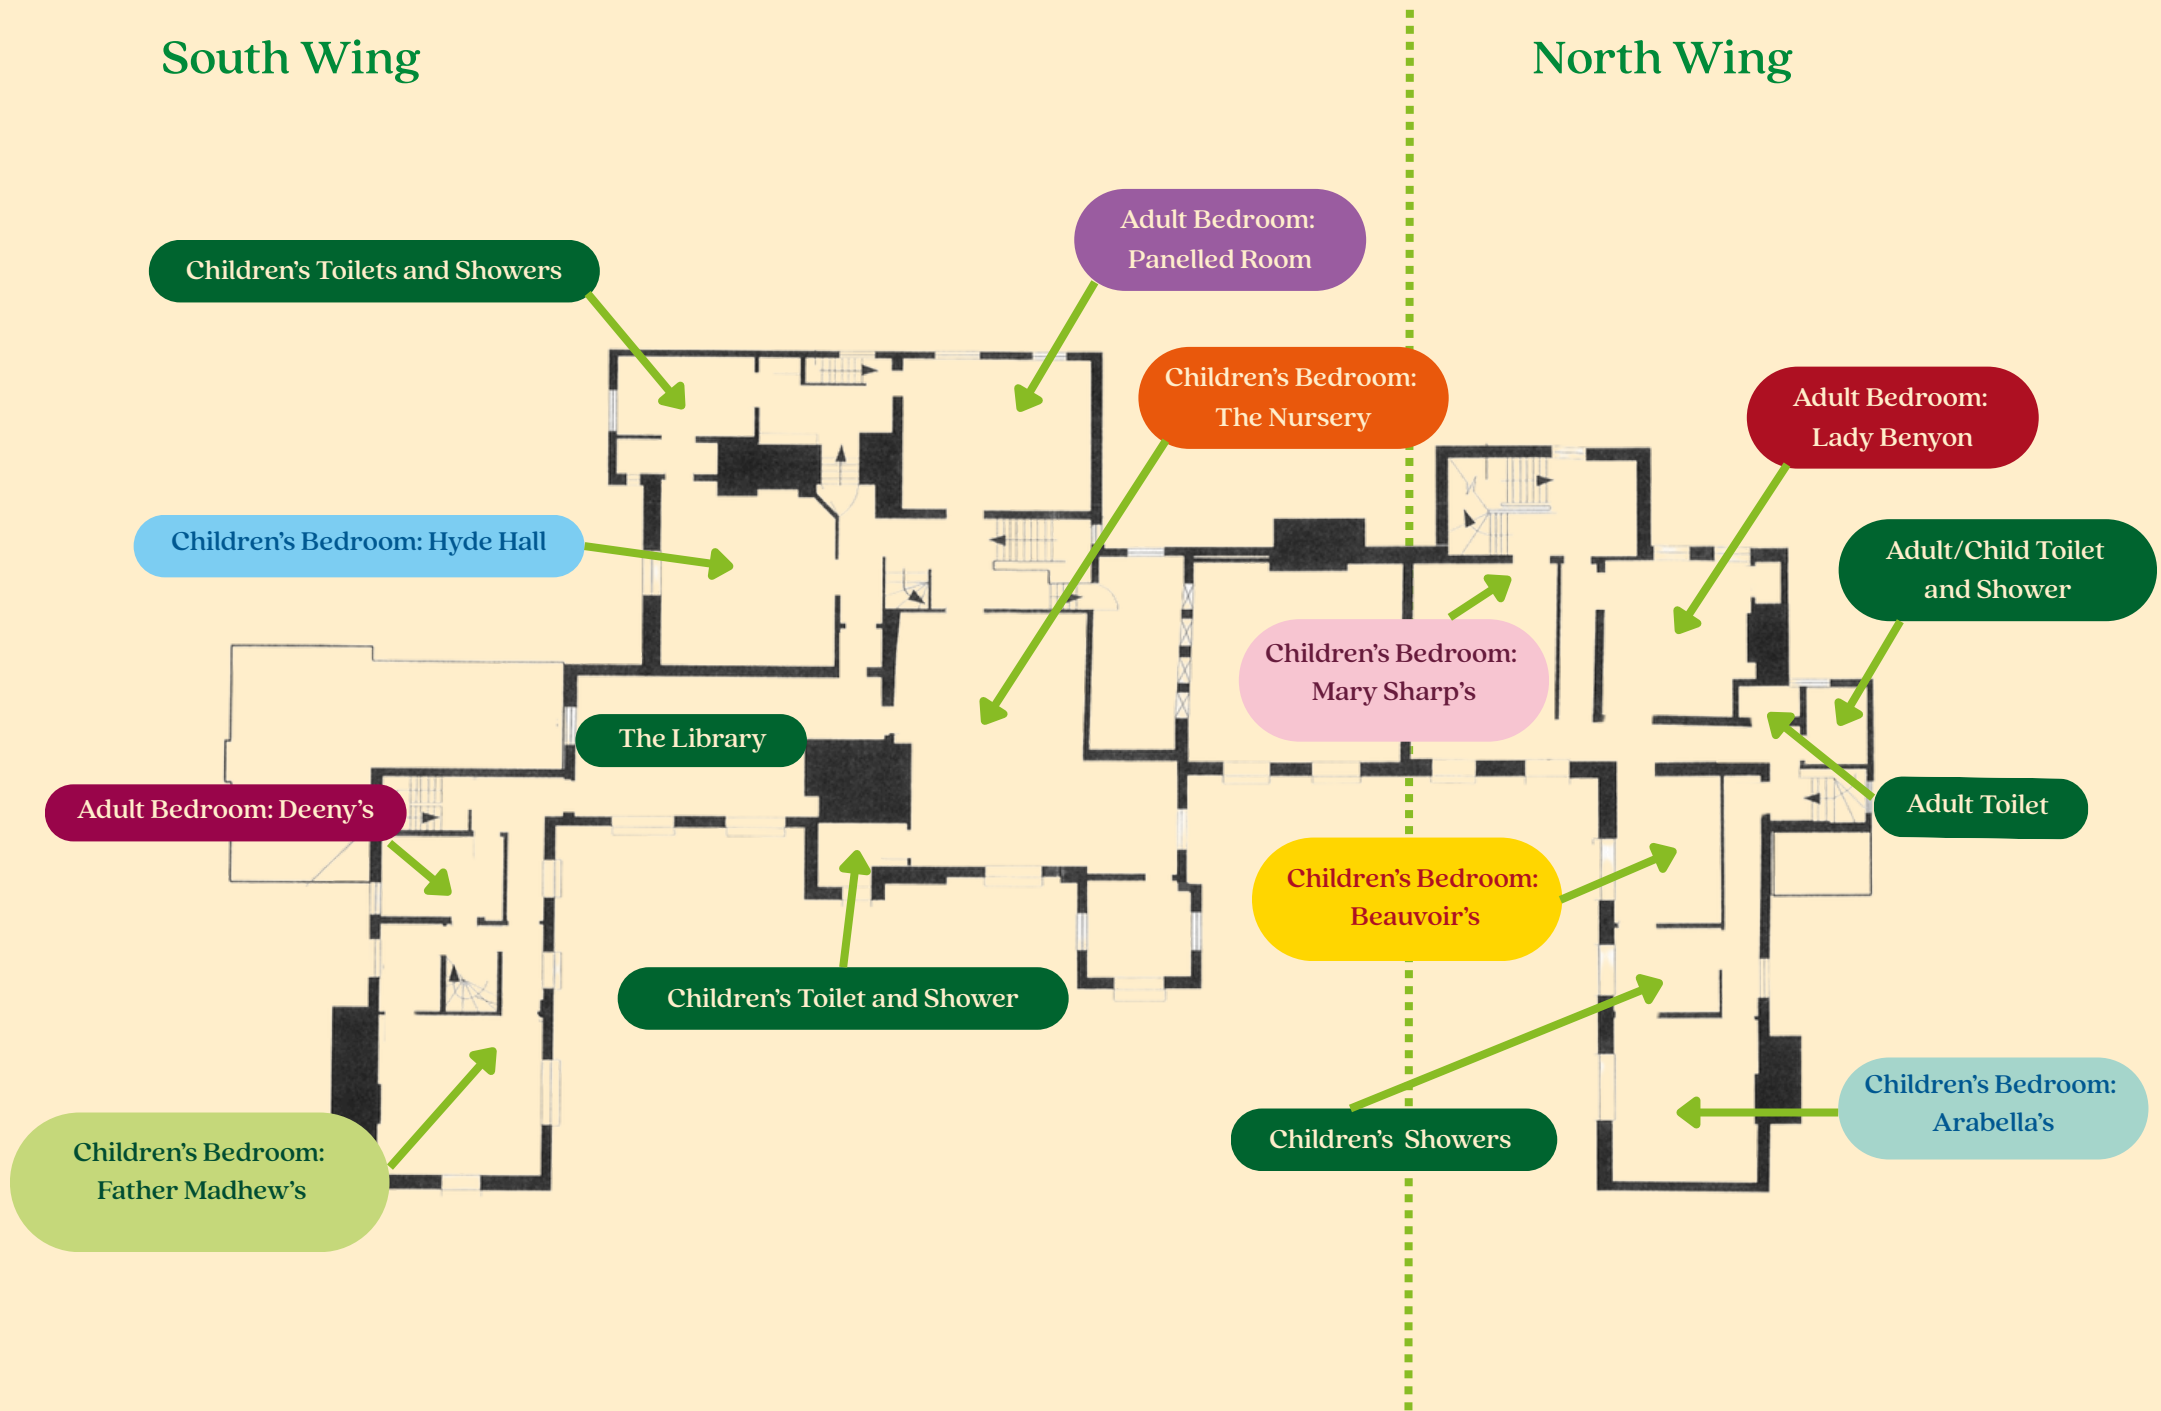 South Wing
North Wing
Adult Bedroom:
Panelled Room
Children's Toilets and Showers
Children's Bedroom:
The Nursery
Adult Bedroom:
Lady Benyon
Children's Bedroom: Hyde Hall
Adult/Child Toilet
and Shower
Children's Bedroom:
Mary Sharp's
The Library
Adult Bedroom: Deeny's
Adult Toilet
Children's Bedroom:
Beauvoir's
Children's Toilet and Shower
Children's Bedroom:
Arabella's
Children's Showers
Children's Bedroom:
Father Madhew's